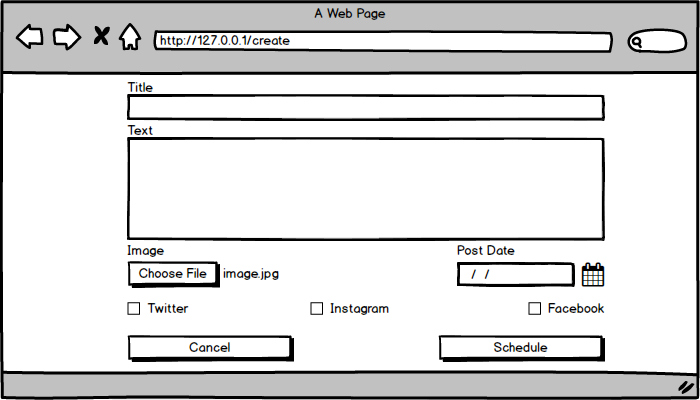 A Web Page
http://127.0.0.1/create
Title
Text
Image Post Date
Choose File image.jpg / /
Twitter Instagram Facebook
Cancel Schedule